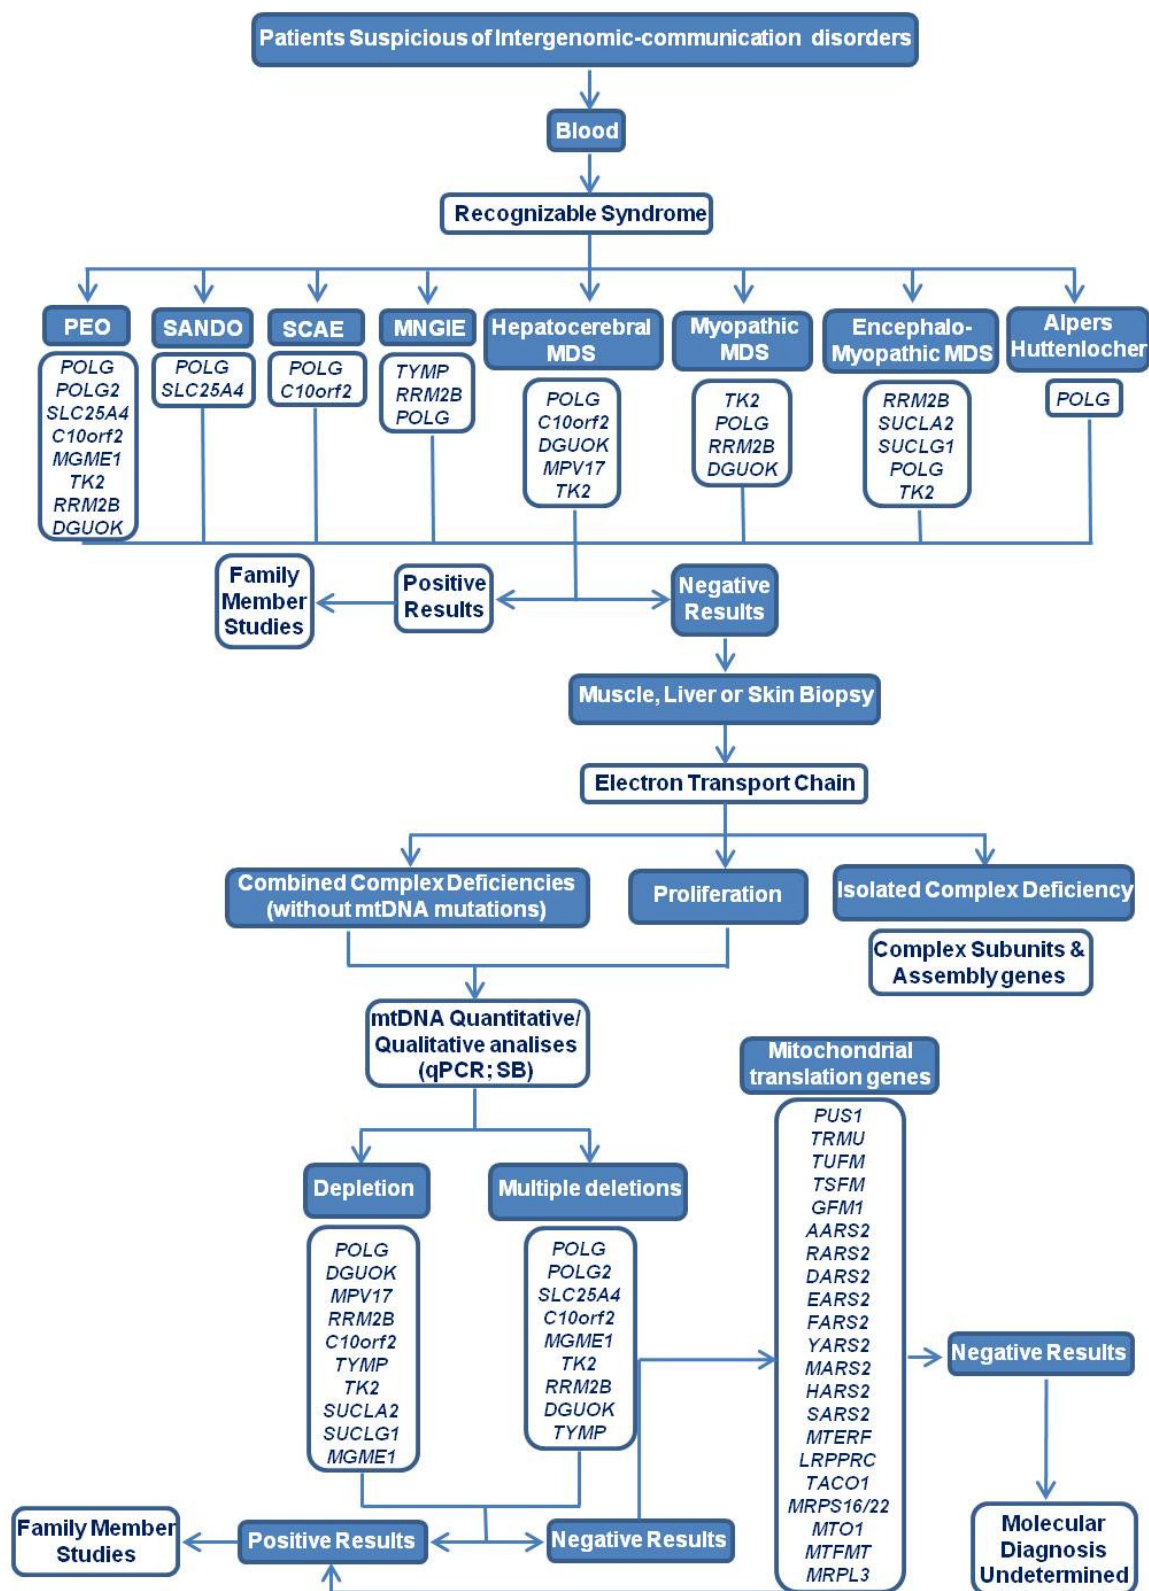 Patients Suspicious of Intergenomic-communication disorders
Blood
Recognizable Syndrome
PEO
POLG
POLG2
SLC25A4
C10orf2
MGME1
TK2
RRM2B
DGUOK
SANDO
POLG
SLC25A4
SCAE
POLG
C10orf2
MNGIE
TYMP
RRM2B
POLG
Hepatocerebral
MDS
POLG
C10orf2
DGUOK
MPV17
TK2
Myopathic
MDS
TK2
POLG
RRM2B
DGUOK
Encephalo-
Myopathic MDS
RRM2B
SUCLA2
SUCLG1
POLG
TK2
Alpers
Huttenlocher
POLG
Family
Member
Studies
Positive
Results
Negative
Results
Muscle, Liver or Skin Biopsy
Electron Transport Chain
Combined Complex Deficiencies
(without mtDNA mutations)
Proliferation
Isolated Complex Deficiency
Complex Subunits &
Assembly genes
mtDNA Quantitative/
Qualitative analises
(qPCR; SB)
Depletion
POLG
DGUOK
MPV17
RRM2B
C10orf2
TYMP
TK2
SUCLA2
SUCLG1
MGME1
Multiple deletions
POLG
POLG2
SLC25A4
C10orf2
MGME1
TK2
RRM2B
DGUOK
TYMP
Mitochondrial
translation genes
PUS1
TRMU
TUFM
TSFM
GFM1
AARS2
RARS2
DARS2
EARS2
FARS2
YARS2
MARS2
HARS2
SARS2
MTERF
LRPPRC
TACO1
MRPS16/22
MTO1
MTFMT
MRPL3
Negative Results
Molecular
Diagnosis
Undetermined
Family Member
Studies
Positive Results
Negative Results